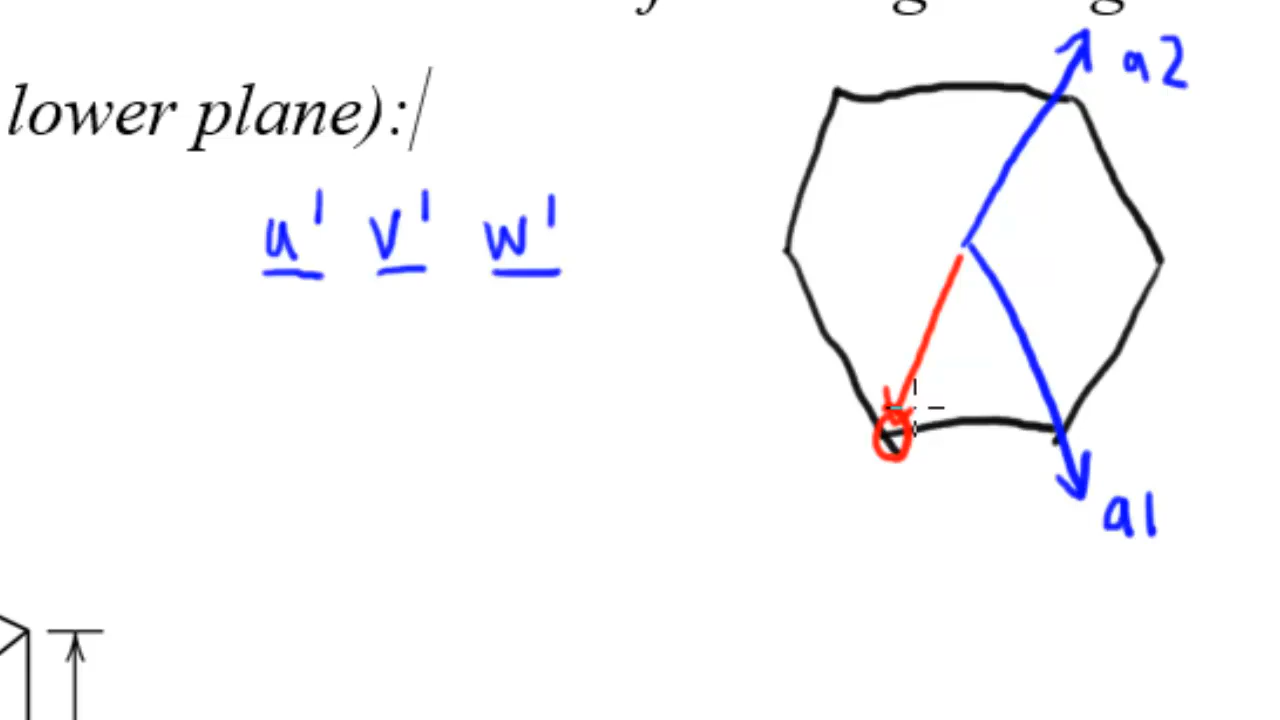 lower plane):/
a2
u' v' w'
a1